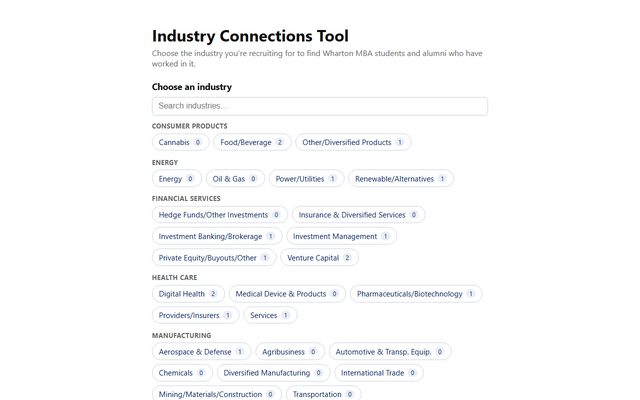 Industry Connections Tool
Choose the industry you're recruiting for to find Wharton MBA students and alumni who have
worked in it.
Choose an industry
Search industries...
CONSUMER PRODUCTS
Cannabis 0 Food/Beverage 2 Other/Diversified Products 1
ENERGY
Energy 0 Oil & Gas 0 Power/Utilities 1 Renewable/Alternatives 1
FINANCIAL SERVICES
Hedge Funds/Other Investments 0 Insurance & Diversified Services 0
Investment Banking/Brokerage 1 Investment Management 1
Private Equity/Buyouts/Other 1 Venture Capital 2
HEALTH CARE
Digital Health 2 Medical Device & Products 0 Pharmaceuticals/Biotechnology 1
Providers/Insurers 1 Services 1
MANUFACTURING
Aerospace & Defense 1 Agribusiness 0 Automotive & Transp. Equip. 0
Chemicals 0 Diversified Manufacturing 0 International Trade 0
Mining/Materials/Construction 0 Transportation 0